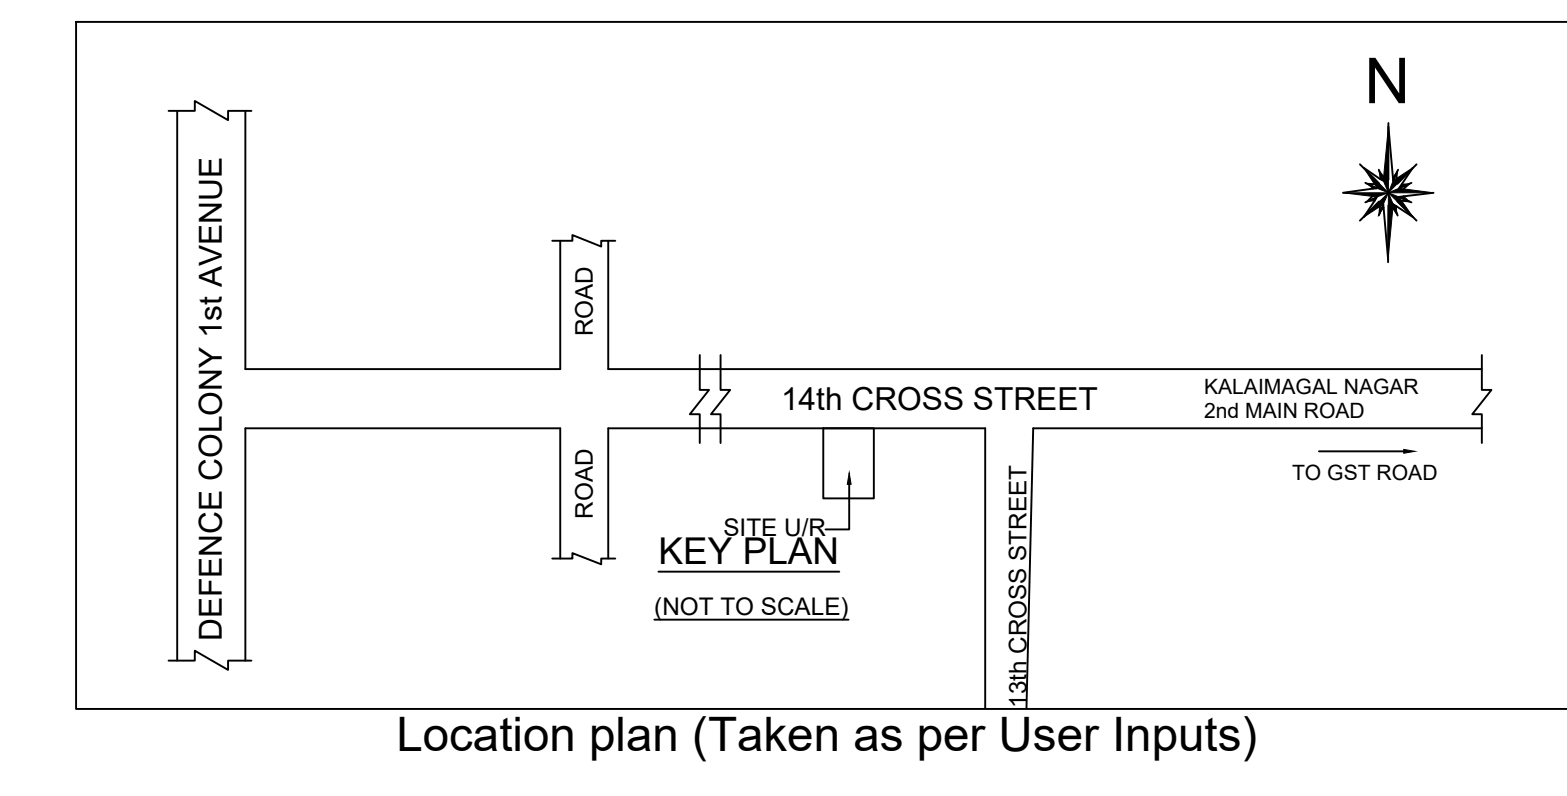 N
DEFENCE COLONY 1st AVENUE
ROAD
14th CROSS STREET
KALAIMAGAL NAGAR
2nd MAIN ROAD
TO GST ROAD
ROAD
SITE U/R
KEY PLAN
(NOT TO SCALE)
13th CROSS STREET
Location plan (Taken as per User Inputs)